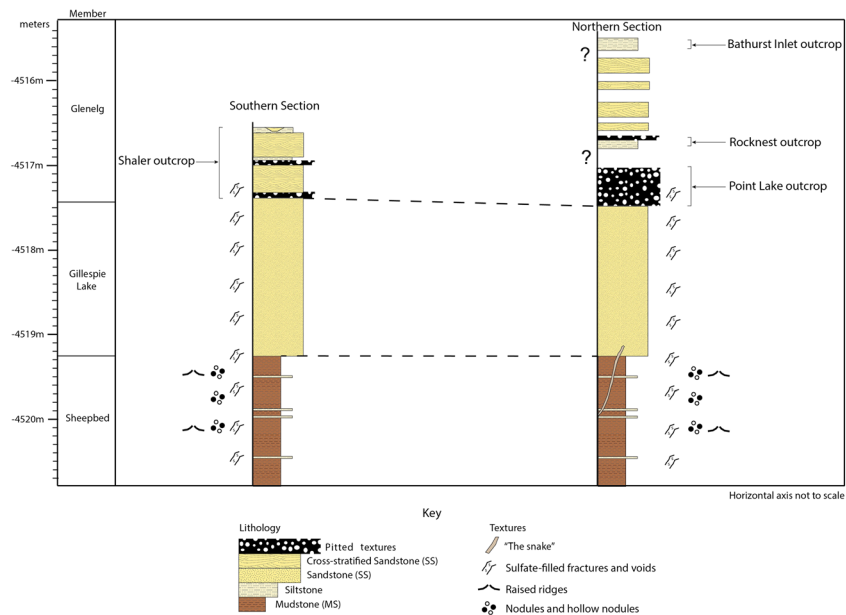 Member
meters
Northern Section
Bathurst Inlet outcrop
?
-4516m
Glenelg
Southern Section
Rocknest outcrop
Shaler outcrop
-4517m
?
Point Lake outcrop
-4518m
Gillespie
Lake
-4519m
-4520m
Sheepbed
Horizontal axis not to scale
Key
Lithology
Pitted textures
Cross-stratified Sandstone (SS)
Sandstone (SS)
Siltstone
Mudstone (MS)
Textures
“The snake”
Sulfate-filled fractures and voids
Raised ridges
Nodules and hollow nodules